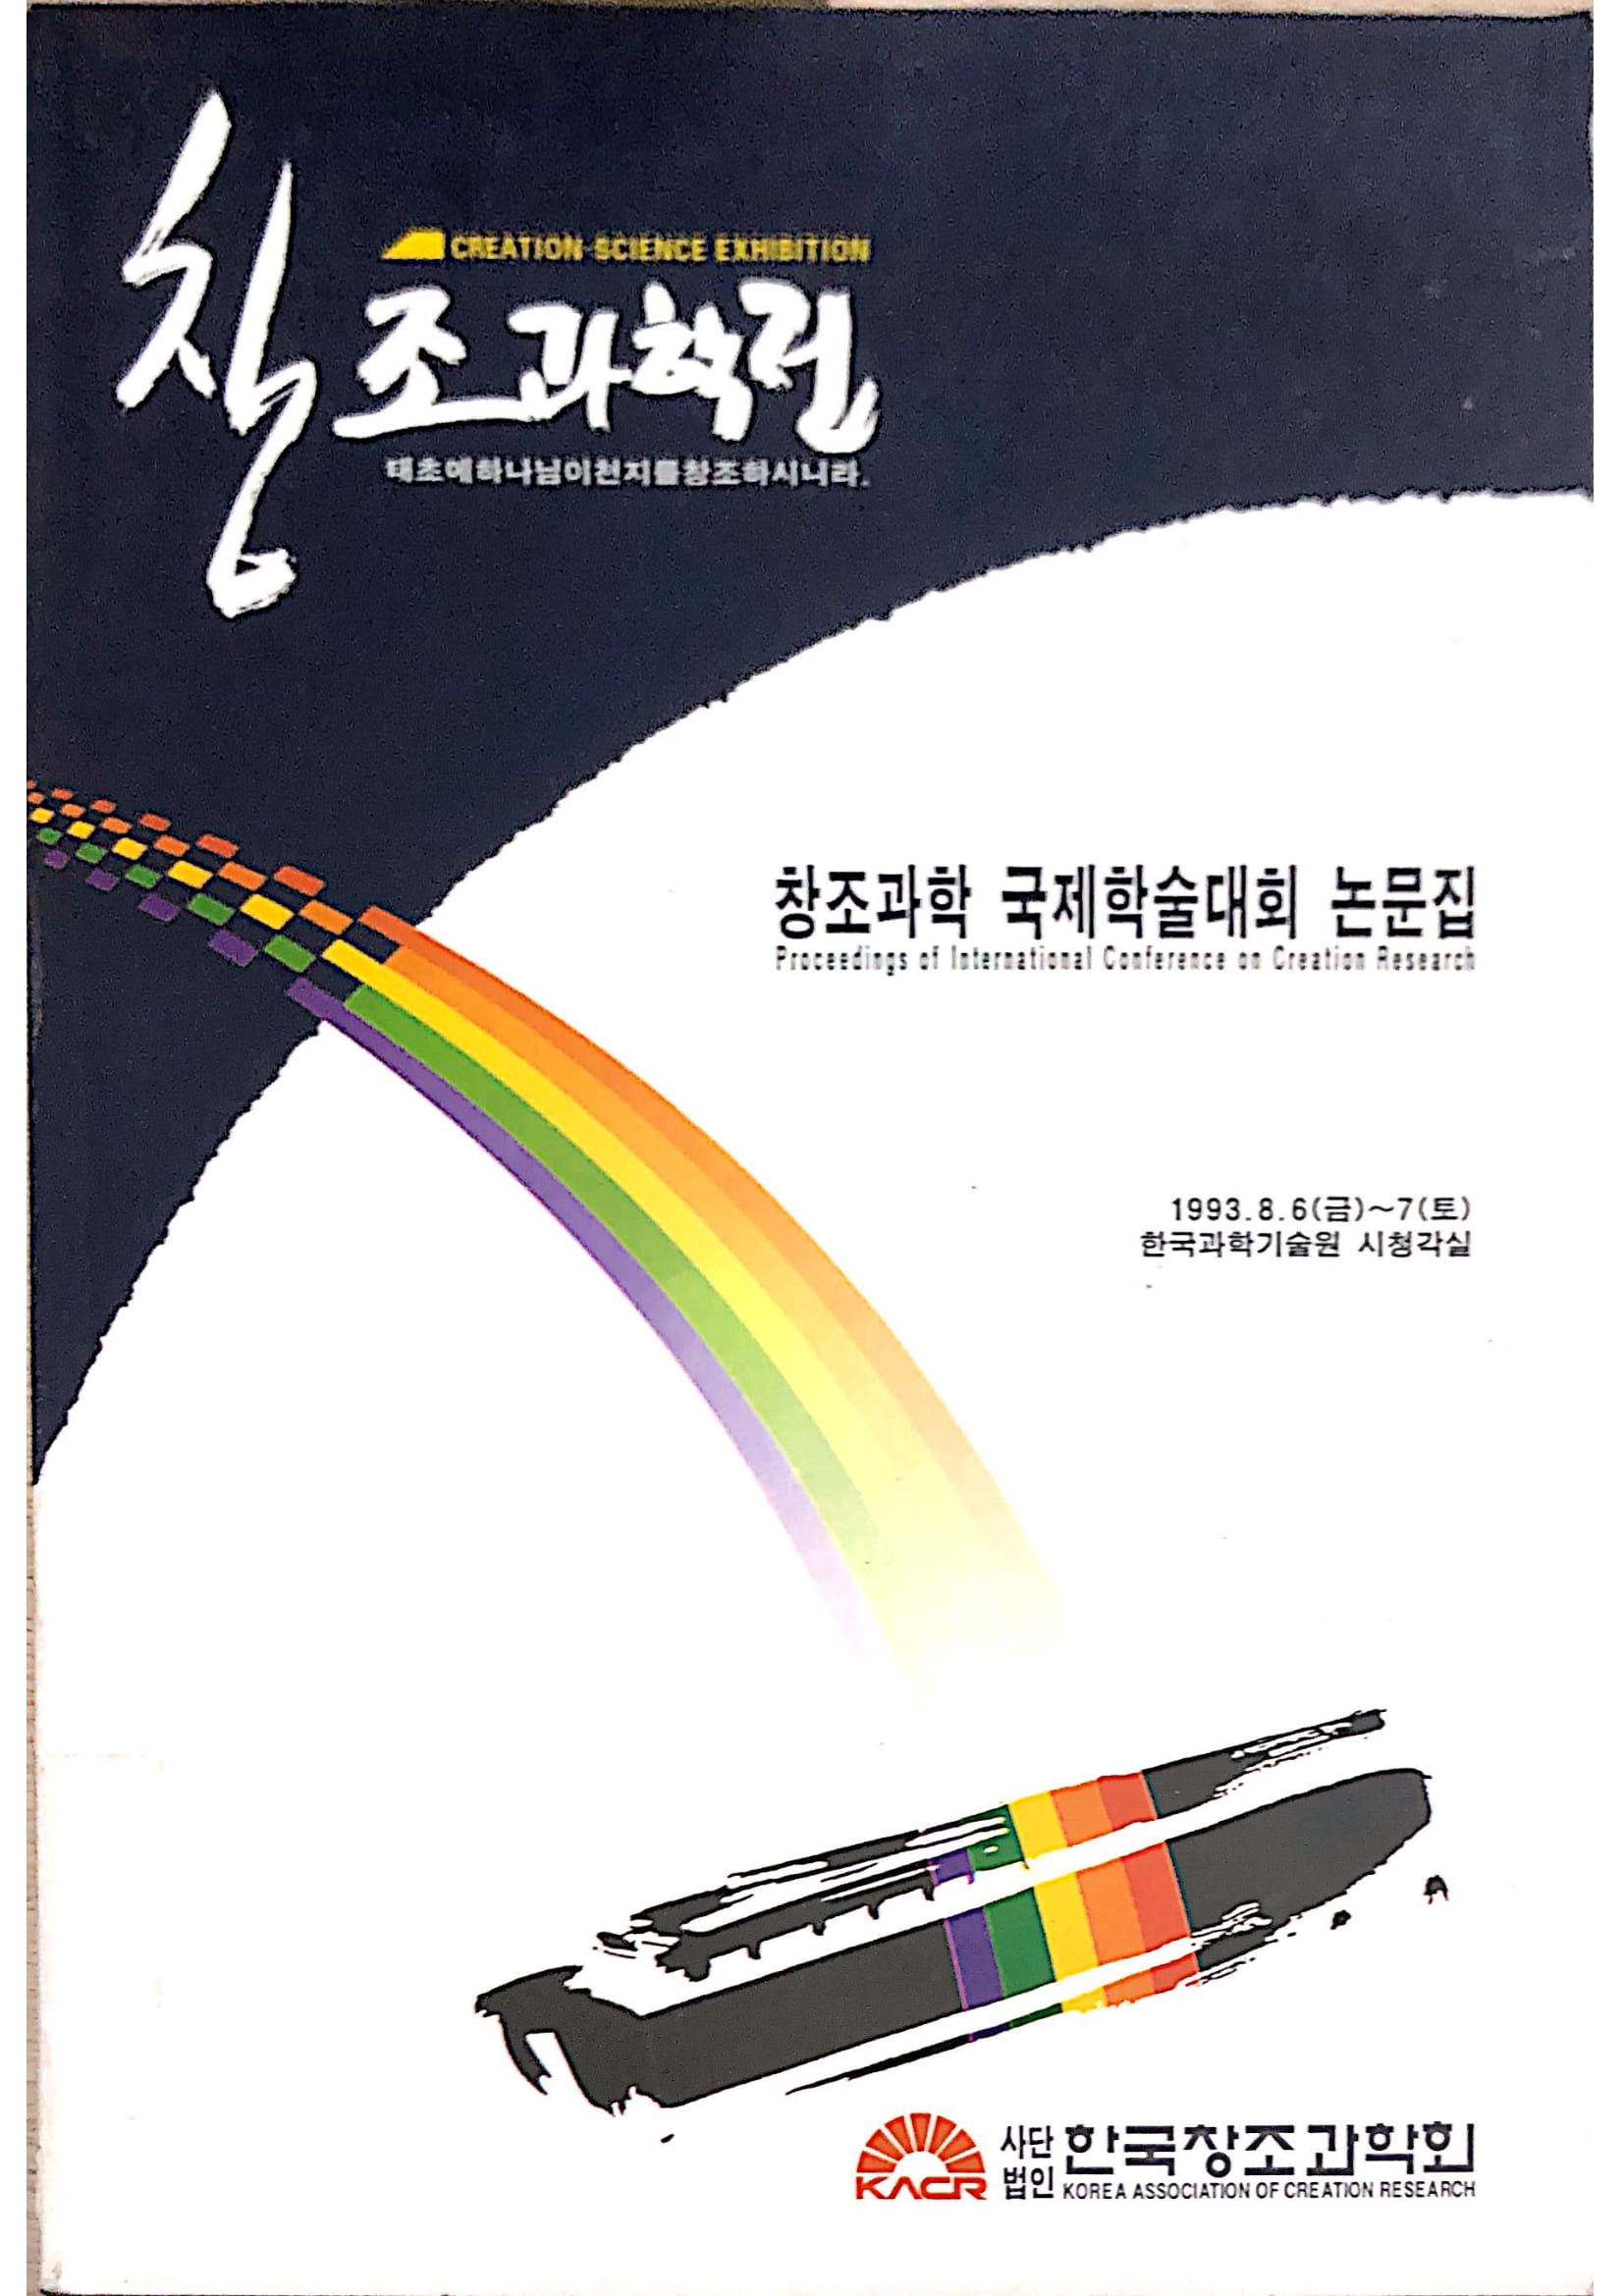 CREATION-SCIENCE EXHIBITION
창조과학전
태초에하나님이천지를창조하시니라.
창조과학 국제학술대회 논문집
Proceedings of International Conference on Creation Research
1993.8.6(금)~7(토)
한국과학기술원 시청각실
KACR
사단법인 한국창조과학회
KOREA ASSOCIATION OF CREATION RESEARCH